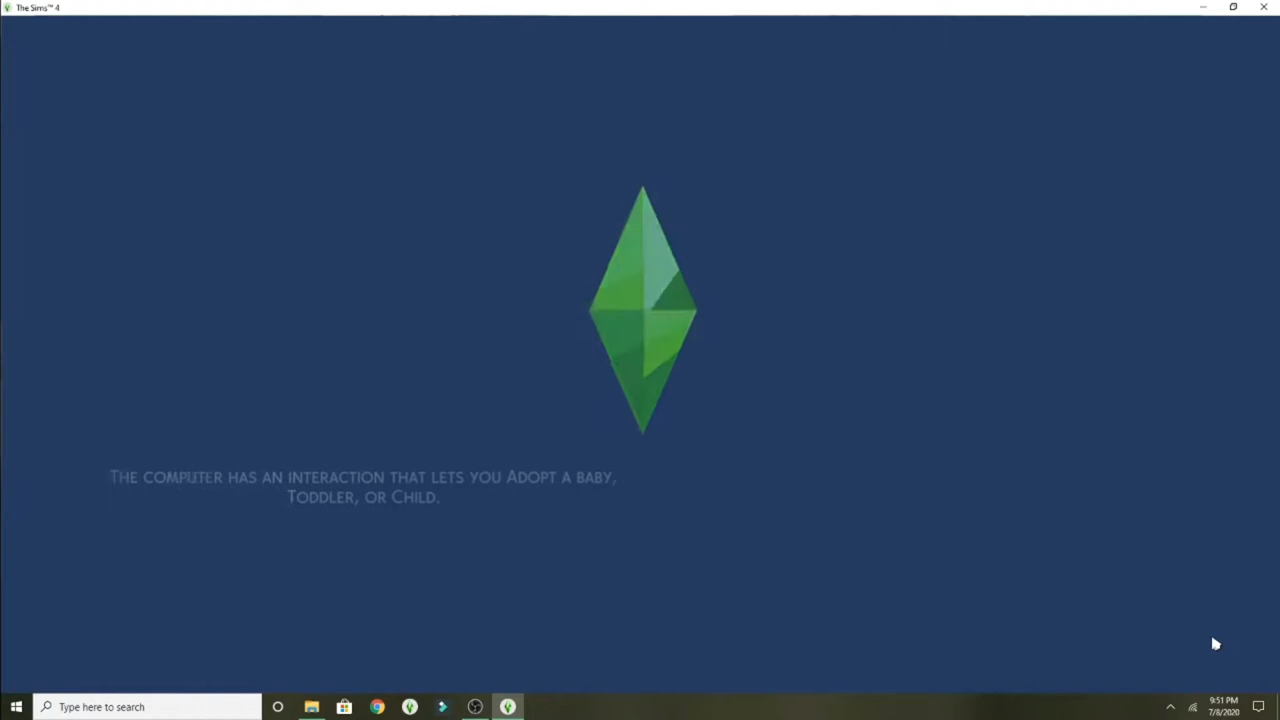 The Sims™ 4
THE COMPUTER HAS AN INTERACTION THAT LETS YOU ADOPT A BABY,
TODDLER, OR CHILD.
Type here to search
9:51 PM
7/8/2020